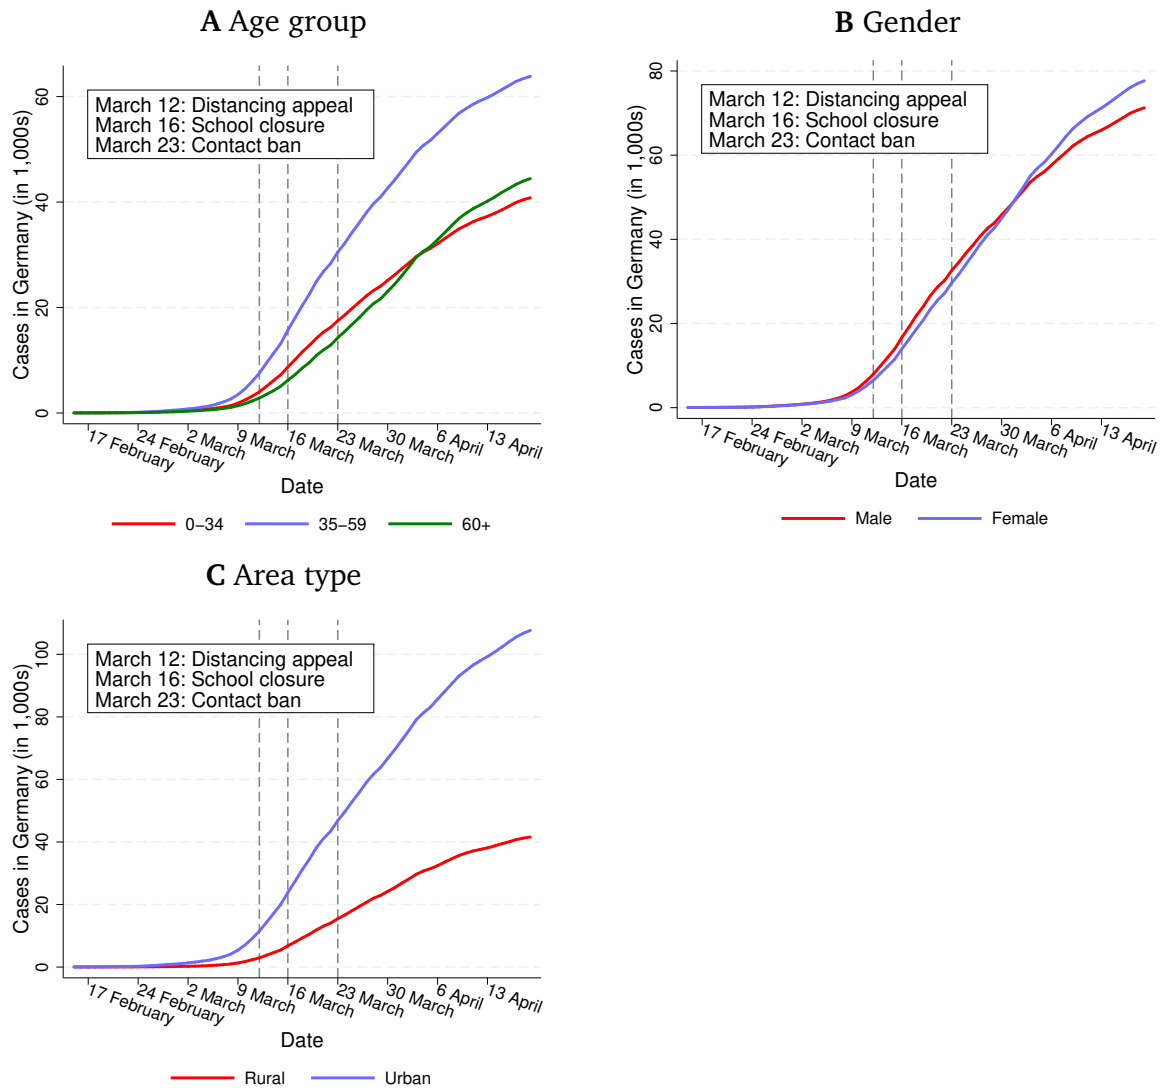 A Age group
Cases in Germany (in 1,000s)
60
40
20
0
March 12: Distancing appeal
March 16: School closure
March 23: Contact ban
17 February
24 February
2 March
9 March
16 March
23 March
30 March
6 April
13 April
Date
0–34
35–59
60+
B Gender
Cases in Germany (in 1,000s)
80
60
40
20
0
March 12: Distancing appeal
March 16: School closure
March 23: Contact ban
17 February
24 February
2 March
9 March
16 March
23 March
30 March
6 April
13 April
Date
Male
Female
C Area type
Cases in Germany (in 1,000s)
100
80
60
40
20
0
March 12: Distancing appeal
March 16: School closure
March 23: Contact ban
17 February
24 February
2 March
9 March
16 March
23 March
30 March
6 April
13 April
Date
Rural
Urban